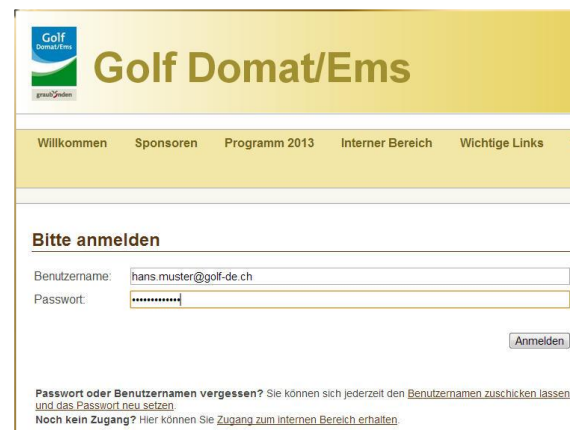 Golf
Domat/Ems
graubünden
Golf Domat/Ems
Willkommen Sponsoren Programm 2013 Interner Bereich Wichtige Links
Bitte anmelden
Benutzername: hans.muster@golf-de.ch
Passwort: •••••••••••••
Anmelden
Passwort oder Benutzernamen vergessen? Sie können sich jederzeit den Benutzernamen zuschicken lassen
und das Passwort neu setzen.
Noch kein Zugang? Hier können Sie Zugang zum internen Bereich erhalten.